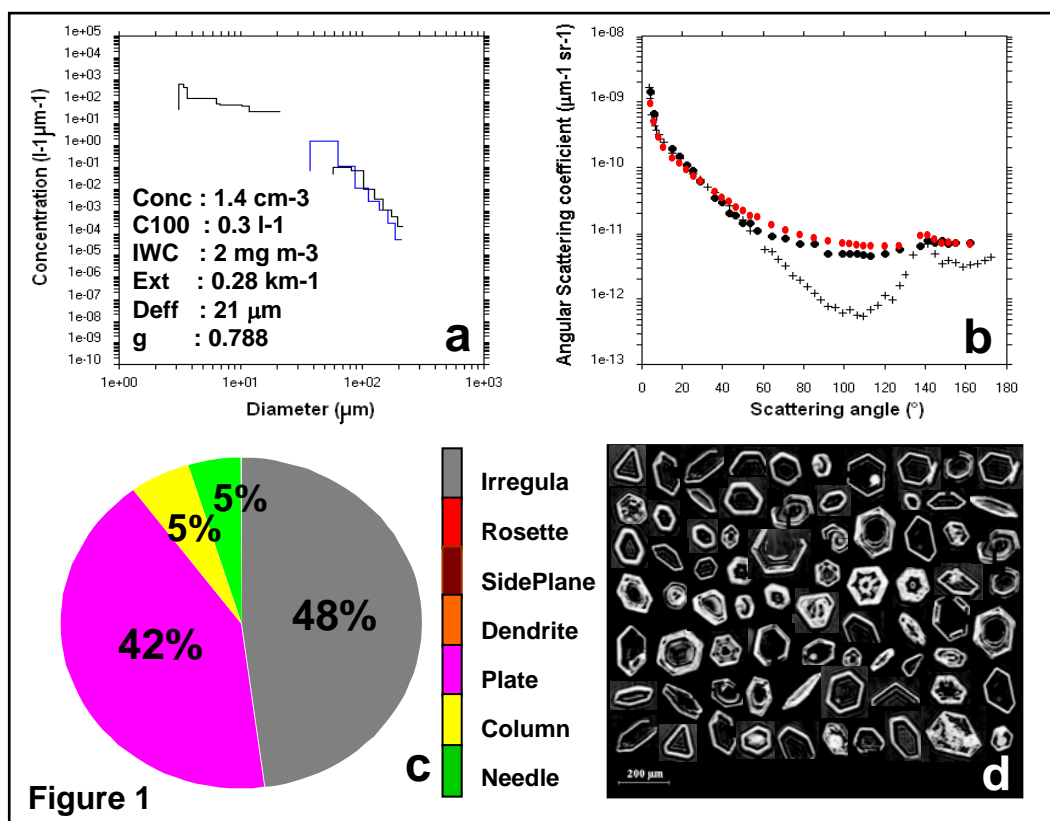 1e+05
1e+04
1e+03
1e+02
1e+01
1e+00
1e-01
1e-02
1e-03
1e-04
1e-05
1e-06
1e-07
1e-08
1e-09
1e-10
Concentration (l-1µm-1)
Conc : 1.4 cm-3
C100 : 0.3 l-1
IWC : 2 mg m-3
Ext : 0.28 km-1
Deff : 21 µm
g : 0.788
a
1e+00
1e+01
1e+02
1e+03
Diameter (µm)
1e-08
1e-09
1e-10
1e-11
1e-12
1e-13
Angular Scattering coefficient (µm-1 sr-1)
b
0 20 40 60 80 100 120 140 160 180
Scattering angle (°)
5%
5%
42%
48%
c
Irregula
Rosette
SidePlane
Dendrite
Plate
Column
Needle
200 µm
d
Figure 1